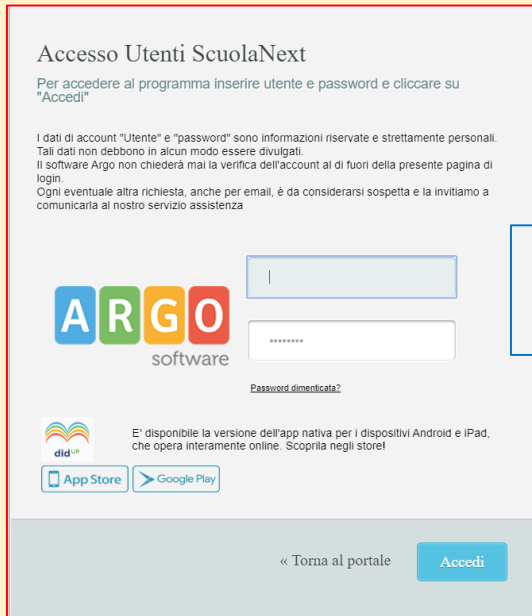 Accesso Utenti ScuolaNext
Per accedere al programma inserire utente e password e cliccare su
"Accedi"
I dati di account "Utente" e "password" sono informazioni riservate e strettamente personali.
Tali dati non debbono in alcun modo essere divulgati.
Il software Argo non chiederà mai la verifica dell'account al di fuori della presente pagina di
login.
Ogni eventuale altra richiesta, anche per email, è da considerarsi sospetta e la invitiamo a
comunicarla al nostro servizio assistenza
ARGO
software
Password dimenticata?
E' disponibile la versione dell'app nativa per i dispositivi Android e iPad,
che opera interamente online. Scoprila negli store!
did UP
App Store
Google Play
« Torna al portale
Accedi